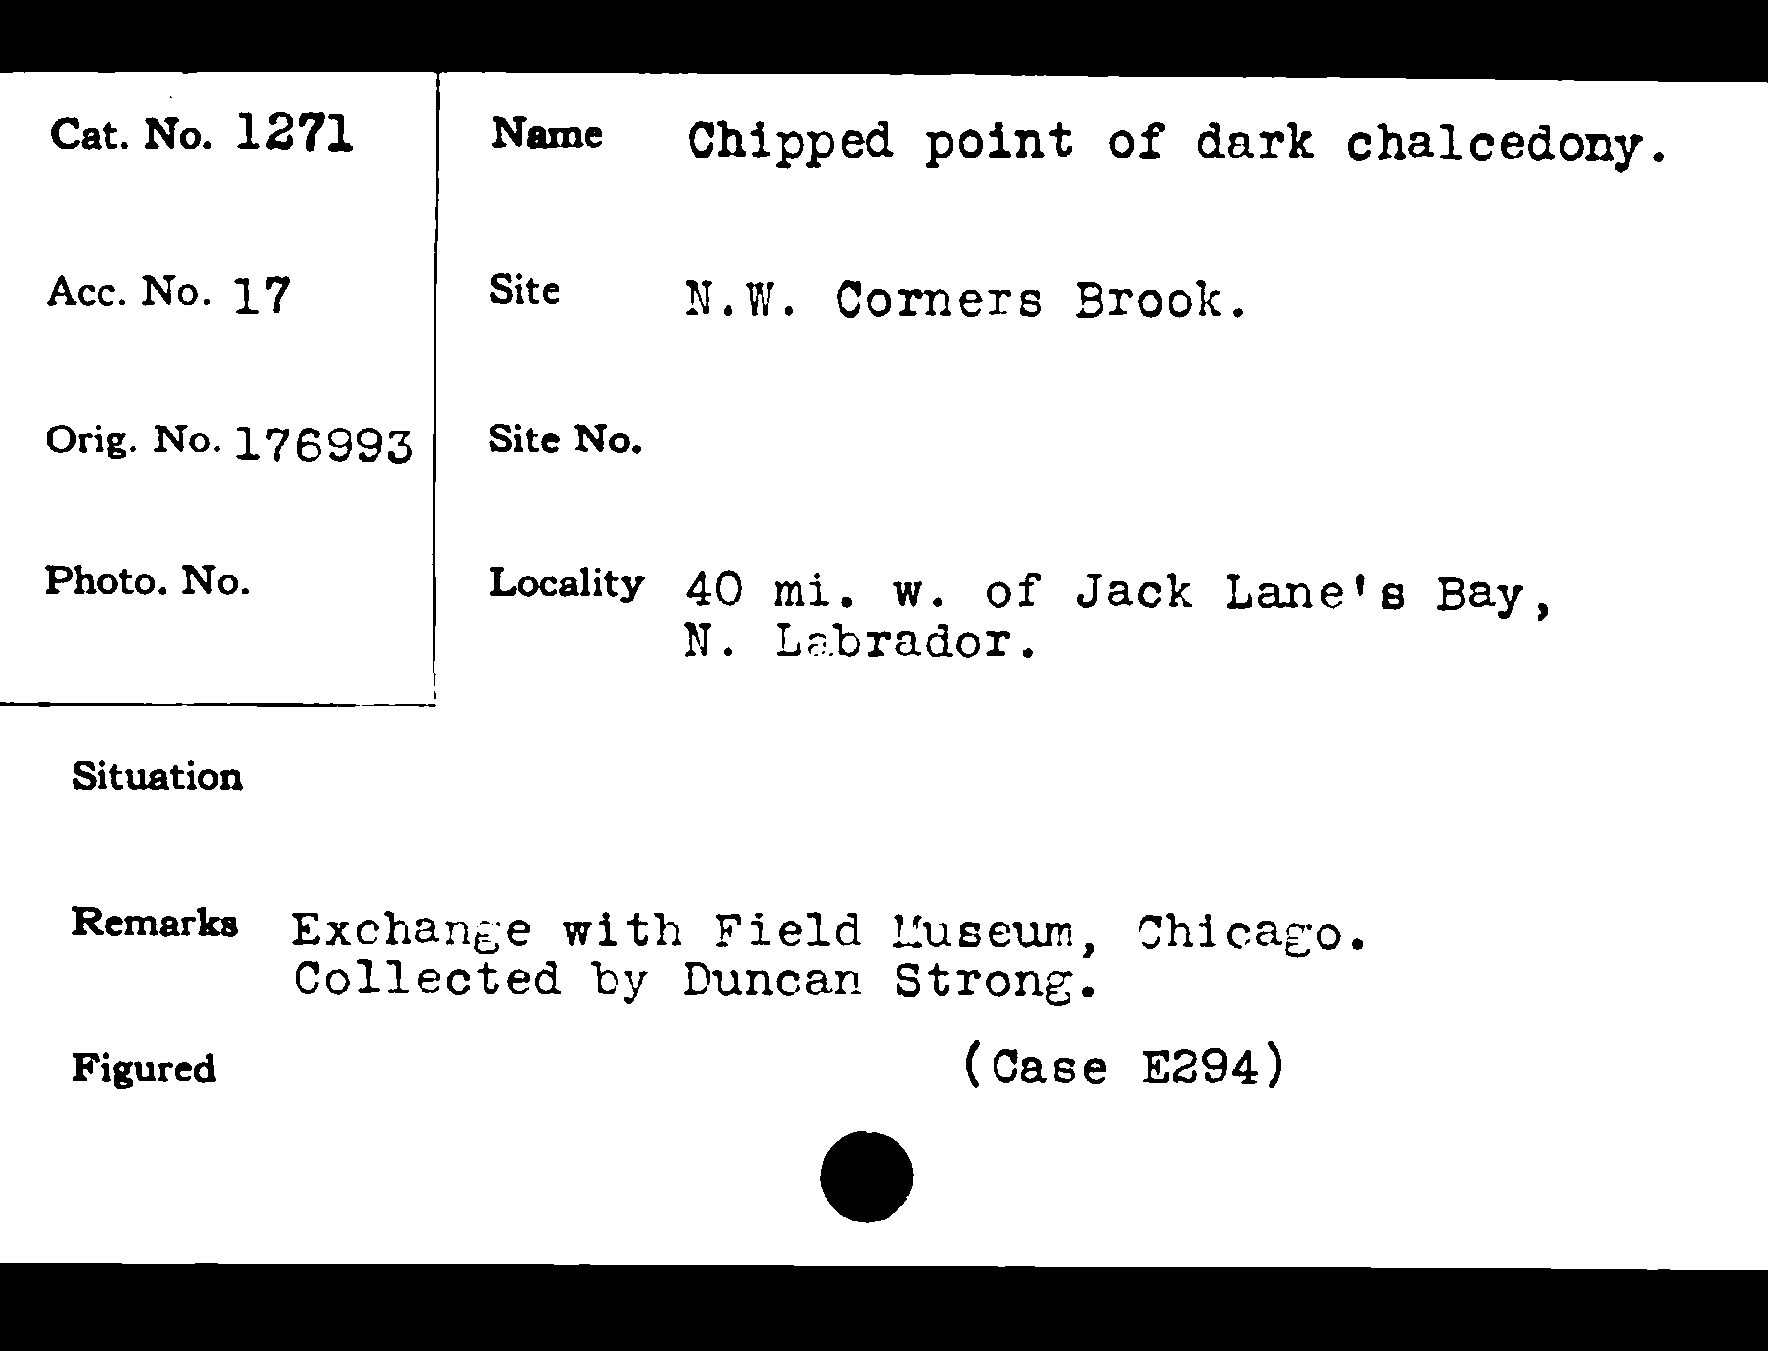 Cat. No. 1271
Name Chipped point of dark chalcedony.
Acc. No. 17
Site N.W. Corners Brook.
Orig. No. 176993
Site No.
Photo. No.
Locality 40 mi. w. of Jack Lane's Bay,
N. Labrador.
Situation
Remarks Exchange with Field Museum, Chicago.
Collected by Duncan Strong.
Figured (Case E294)